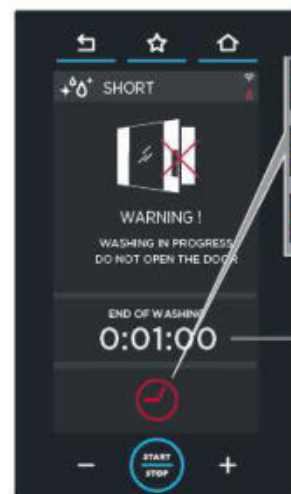 SHORT
WARNING !
WASHING IN PROGRESS
DO NOT OPEN THE DOOR
END OF WASHING
0:01:00
− START STOP +